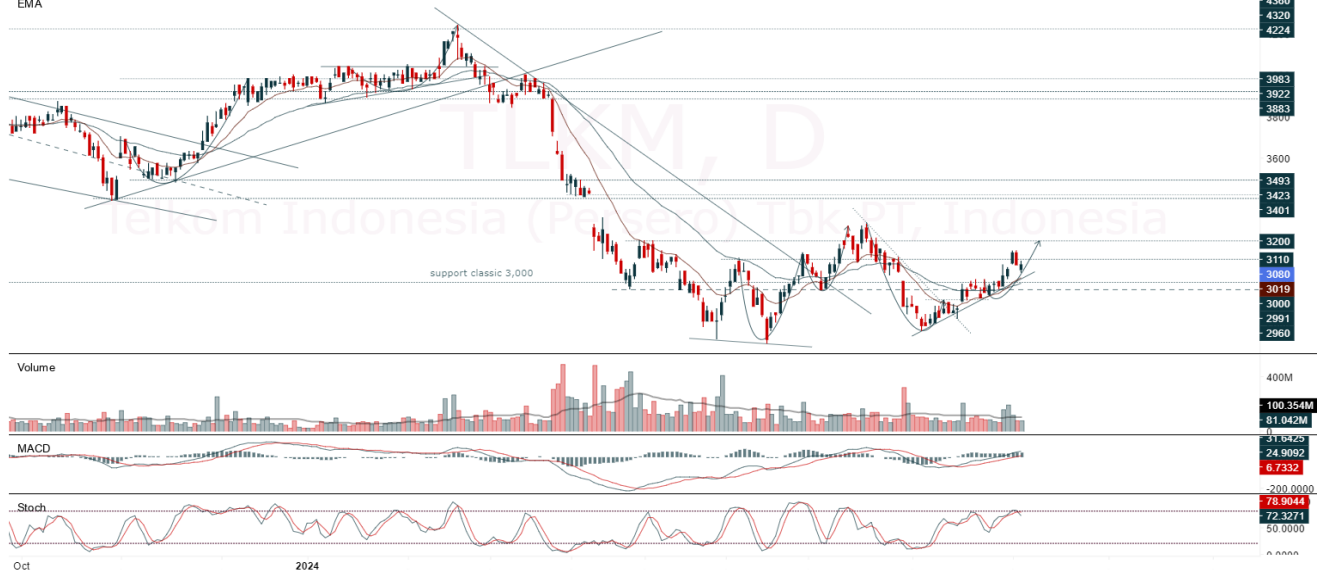 EMA
4360
4320
4224
3983
3922
3883
3800
TLKM, D
3600
3493
3423
3401
Telkom Indonesia (Persero) Tbk PT, Indonesia
3200
3110
support classic 3,000
3080
3019
3000
2991
2960
Volume
400M
100.354M
81.042M
0
MACD
31.6425
24.9092
6.7332
-200.0000
Stoch
78.9044
72.3271
50.0000
0.0000
Oct
2024